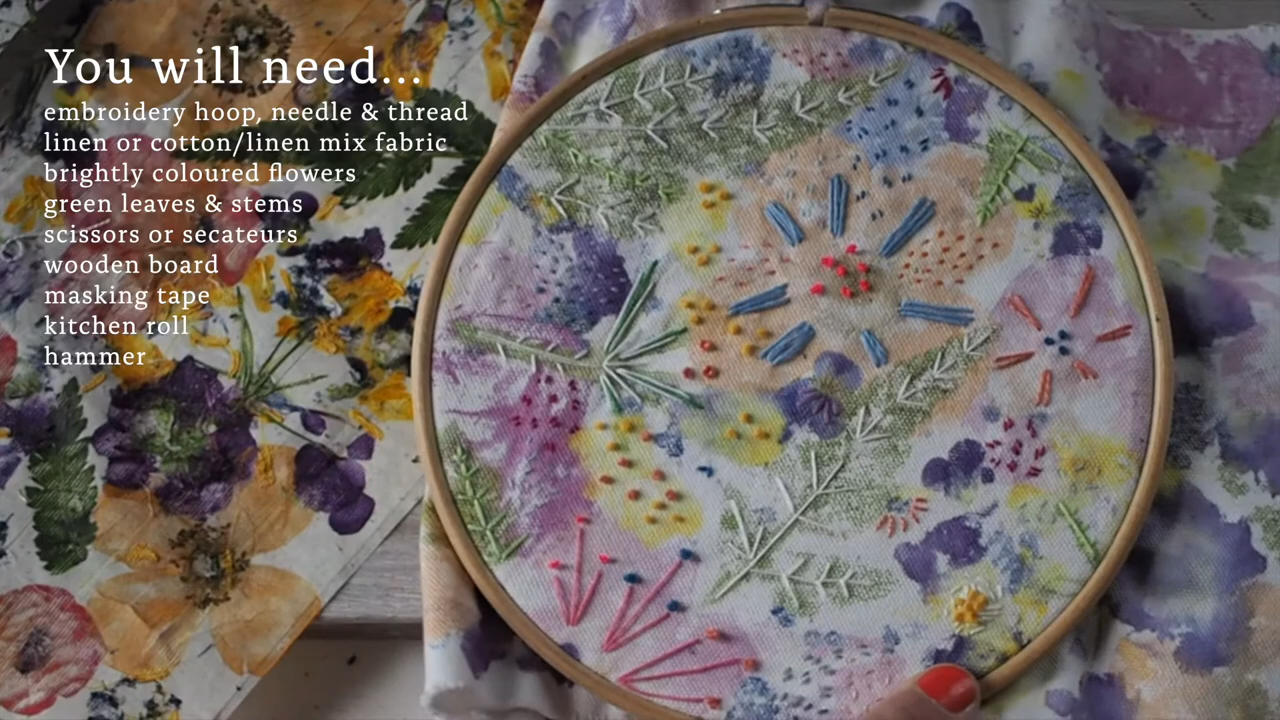 You will need...
embroidery hoop, needle & thread
linen or cotton/linen mix fabric
brightly coloured flowers
green leaves & stems
scissors or secateurs
wooden board
masking tape
kitchen roll
hammer